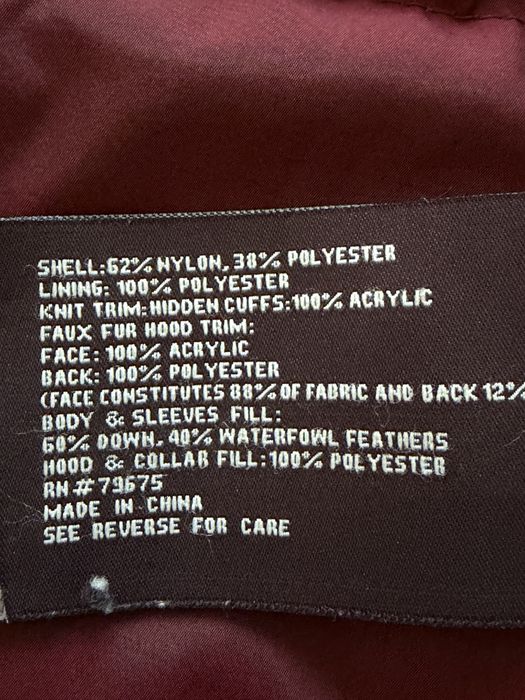 SHELL:62% NYLON, 38% POLYESTER
LINING: 100% POLYESTER
KNIT TRIM:HIDDEN CUFFS:100% ACRYLIC
FAUX FUR HOOD TRIM:
FACE: 100% ACRYLIC
BACK: 100% POLYESTER
(FACE CONSTITUTES 88% OF FABRIC AND BACK 12%
BODY & SLEEVES FILL:
60% DOWN, 40% WATERFOWL FEATHERS
HOOD & COLLAR FILL:100% POLYESTER
RN#79675
MADE IN CHINA
SEE REVERSE FOR CARE